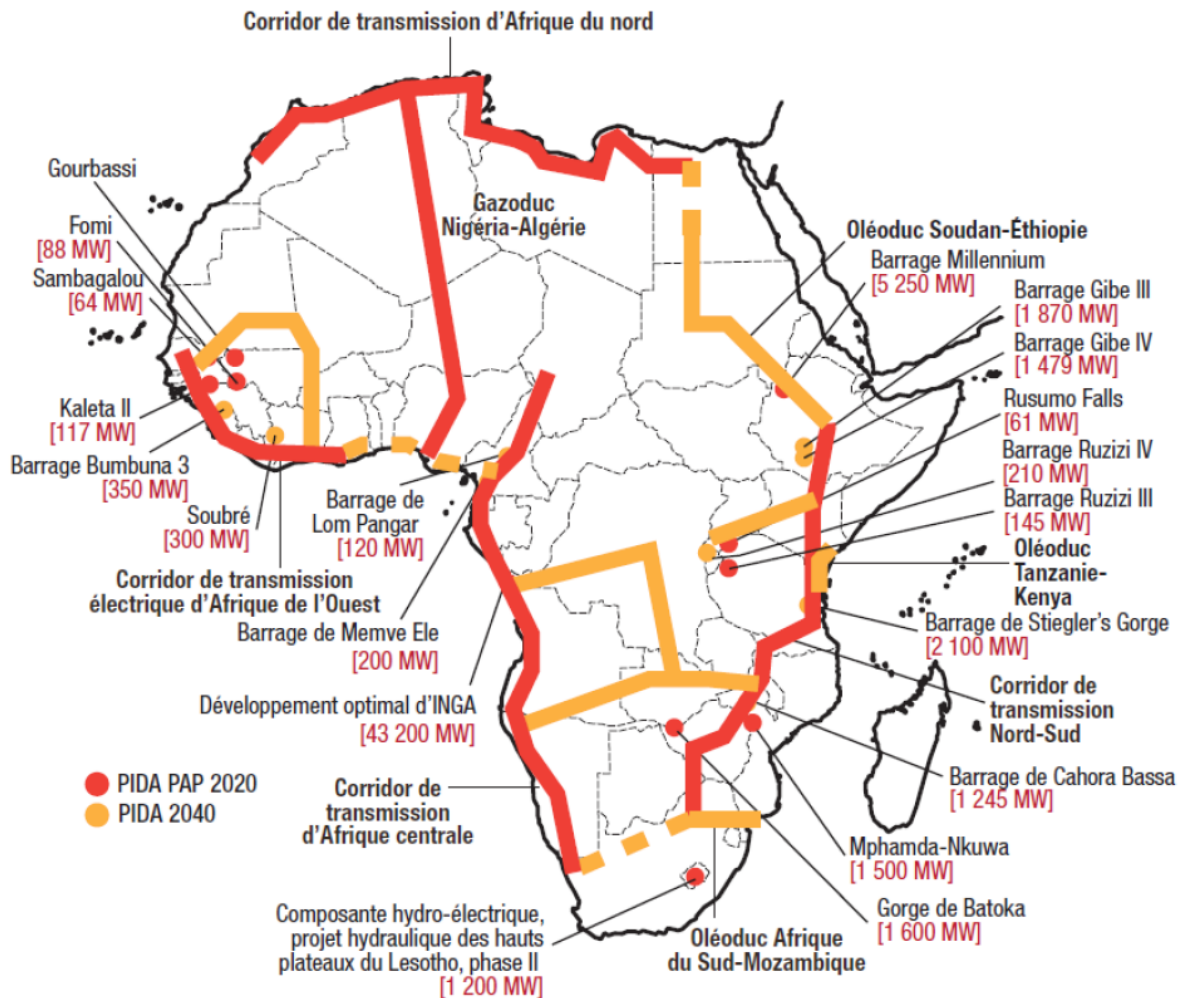 Corridor de transmission d'Afrique du nord
Gourbassi
Fomi
[88 MW]
Sambagalou
[64 MW]
Kaleta II
[117 MW]
Barrage Bumbuna 3
[350 MW]
Soubré
[300 MW]
Corridor de transmission
électrique d'Afrique de l'Ouest
Barrage de
Lom Pangar
[120 MW]
Barrage de Memve Ele
[200 MW]
Développement optimal d'INGA
[43 200 MW]
Gazoduc
Nigéria-Algérie
Oléoduc Soudan-Éthiopie
Barrage Millennium
[5 250 MW]
Barrage Gibe III
[1 870 MW]
Barrage Gibe IV
[1 479 MW]
Rusumo Falls
[61 MW]
Barrage Ruzizi IV
[210 MW]
Barrage Ruzizi III
[145 MW]
Oléoduc
Tanzanie-
Kenya
Barrage de Stiegler's Gorge
[2 100 MW]
Corridor de
transmission
Nord-Sud
Barrage de Cahora Bassa
[1 245 MW]
Mphamda-Nkuwa
[1 500 MW]
Gorge de Batoka
[1 600 MW]
Oléoduc Afrique
du Sud-Mozambique
PIDA PAP 2020
PIDA 2040
Corridor de
transmission
d'Afrique centrale
Composante hydro-électrique,
projet hydraulique des hauts
plateaux du Lesotho, phase II
[1 200 MW]